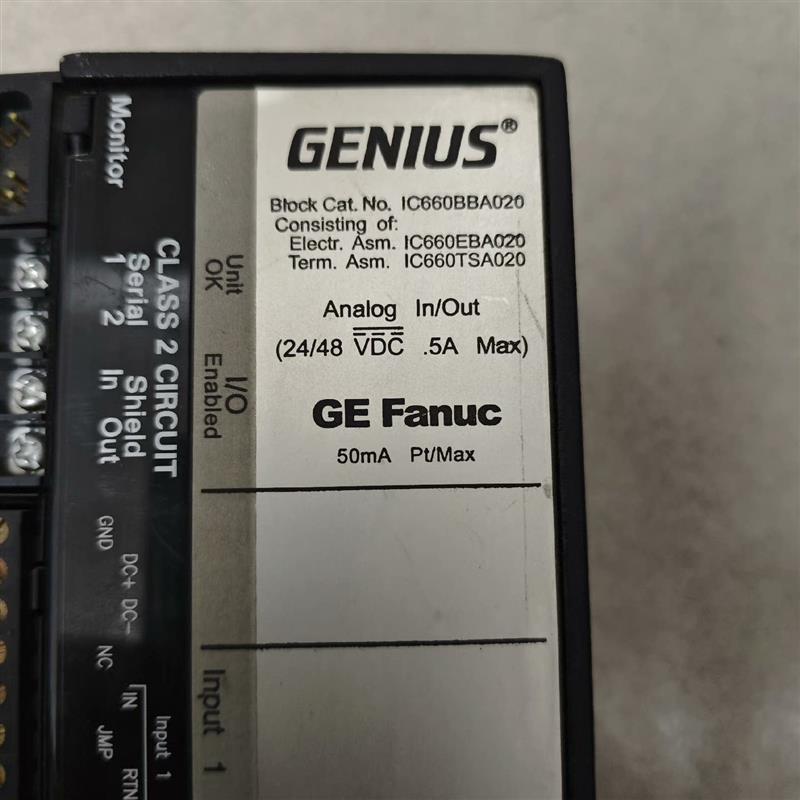 GENIUS®
Block Cat. No. IC660BBA020
Consisting of:
Electr. Asm. IC660EBA020
Term. Asm. IC660TSA020
Analog In/Out
(24/48 VDC .5A Max)
GE Fanuc
50mA Pt/Max
Unit
OK
I/O
Enabled
Input 1
Monitor
CLASS 2 CIRCUIT
Serial Shield
1 2 In Out
GND
DC+ DC-
NC
Input 1
IN RTN
JMP